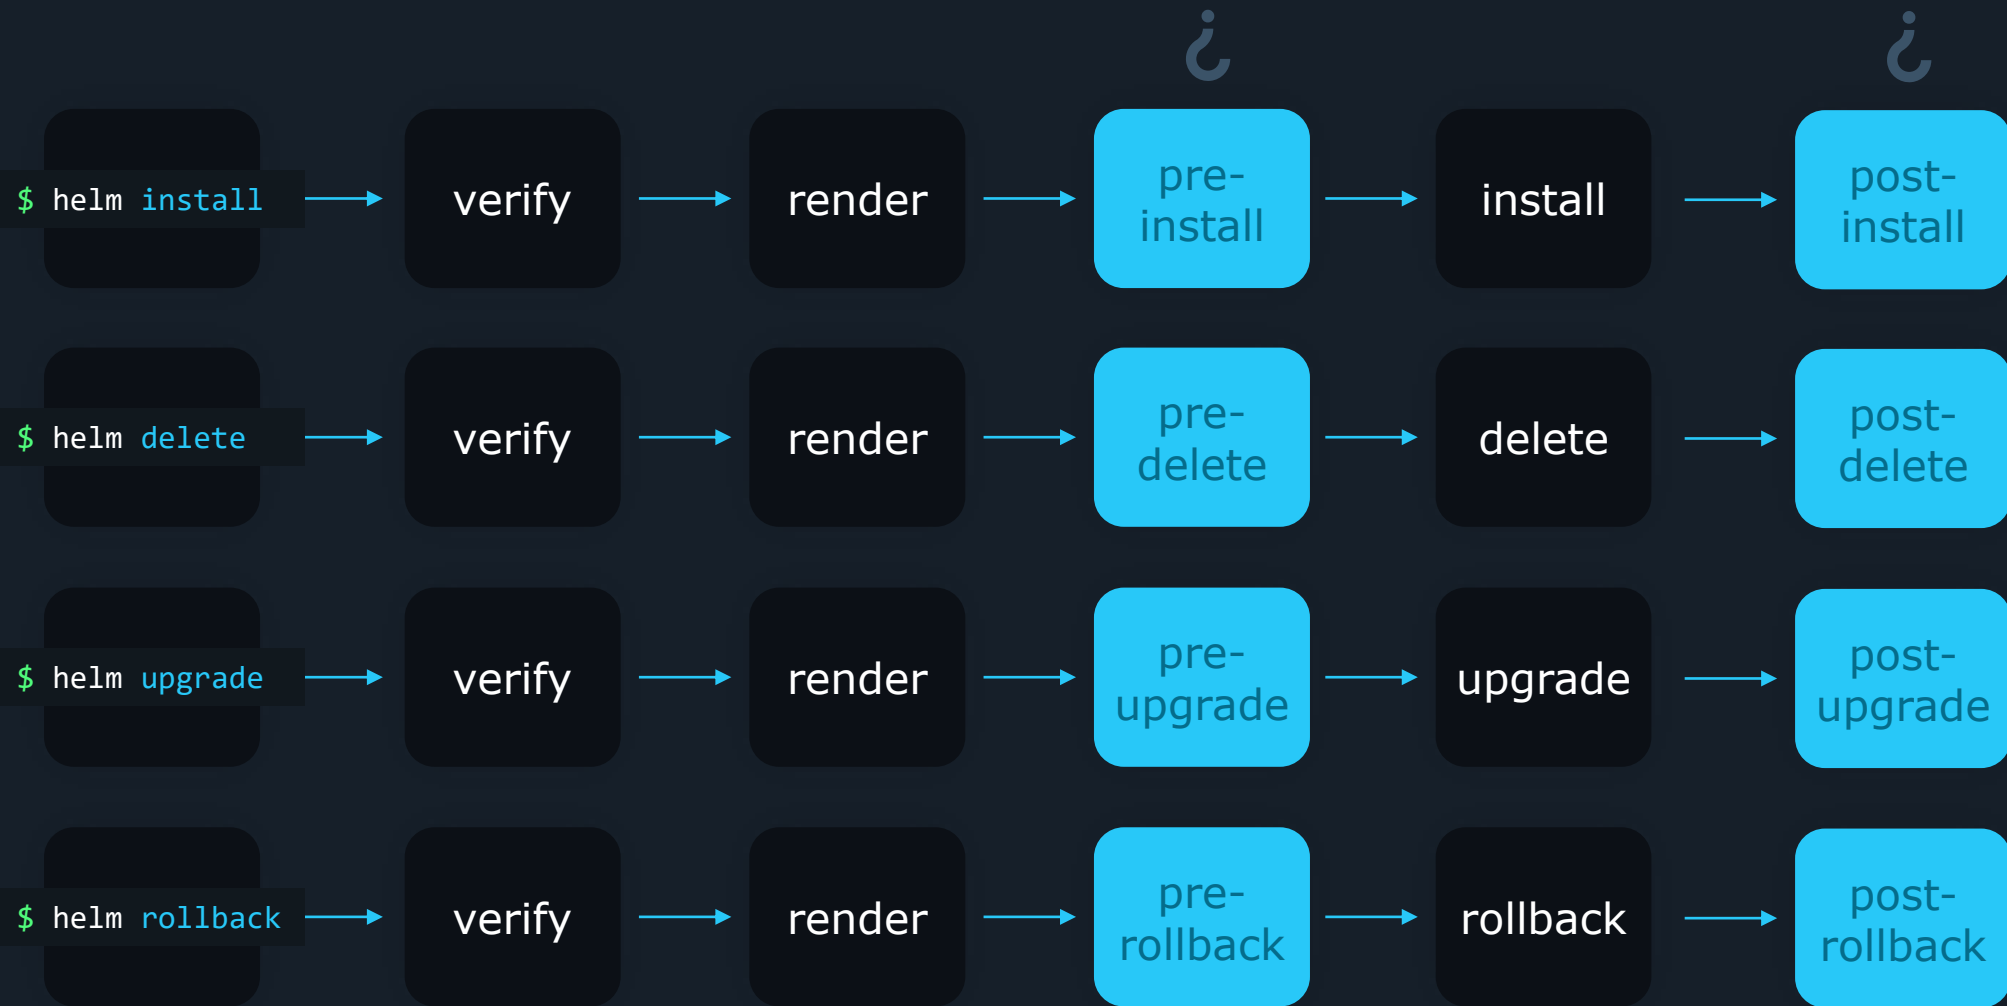 $ helm install
verify
render
pre-
install
install
post-
install
$ helm delete
verify
render
pre-
delete
delete
post-
delete
$ helm upgrade
verify
render
pre-
upgrade
upgrade
post-
upgrade
$ helm rollback
verify
render
pre-
rollback
rollback
post-
rollback